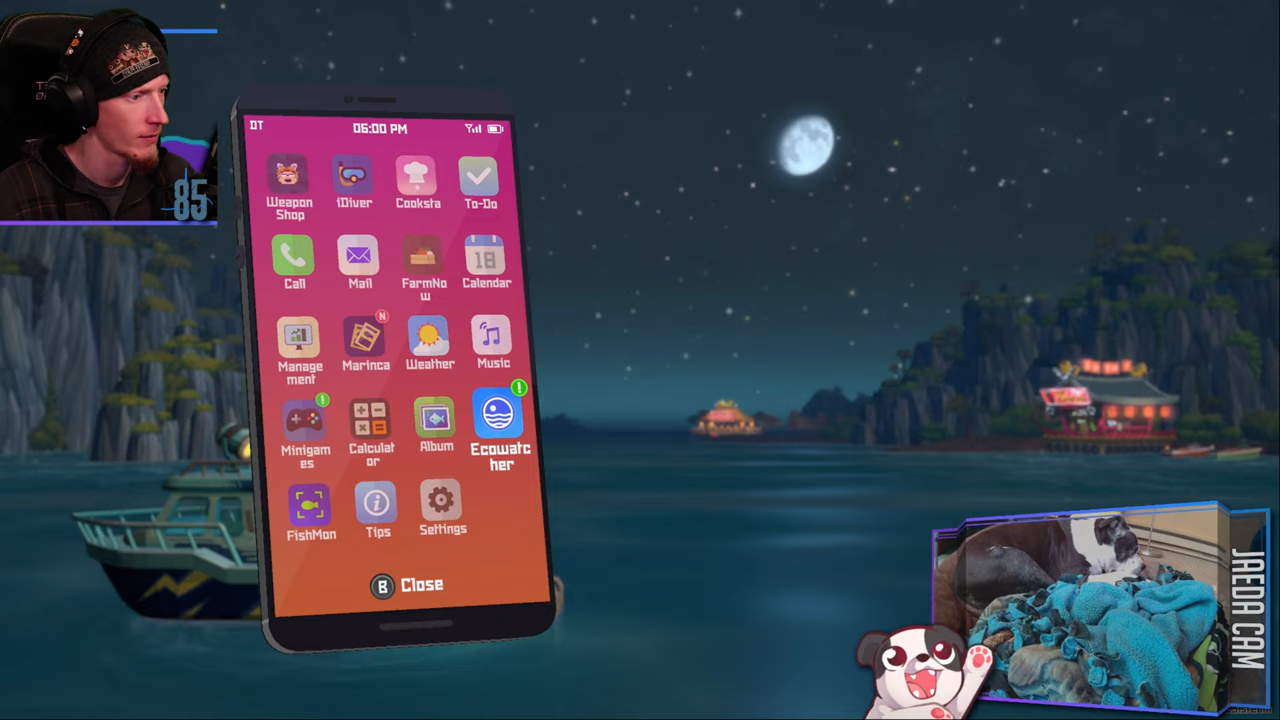 85
DT
06:00 PM
Weapon
Shop
iDiver
Cooksta
To-Do
Call
Mail
FarmNo
w
18
Calendar
Manage
ment
N
Marinca
Weather
Music
!
Minigam
es
Calculat
or
Album
!
Ecowatc
her
FishMon
Tips
Settings
B Close
JAEDA CAM